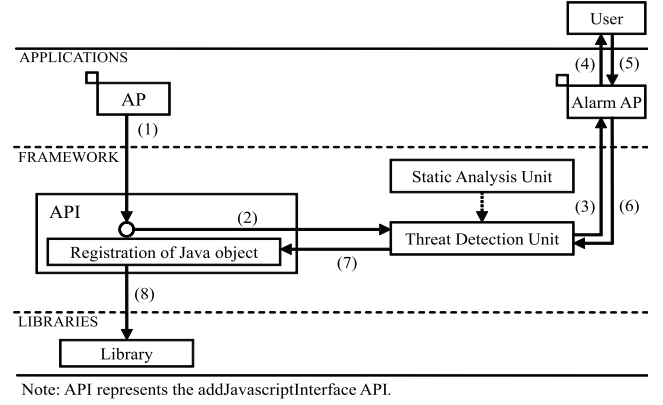 User
APPLICATIONS
(4) (5)
AP
Alarm AP
(1)
FRAMEWORK
Static Analysis Unit
API
(2)
(3) (6)
Threat Detection Unit
Registration of Java object
(7)
(8)
LIBRARIES
Library
Note: API represents the addJavascriptInterface API.